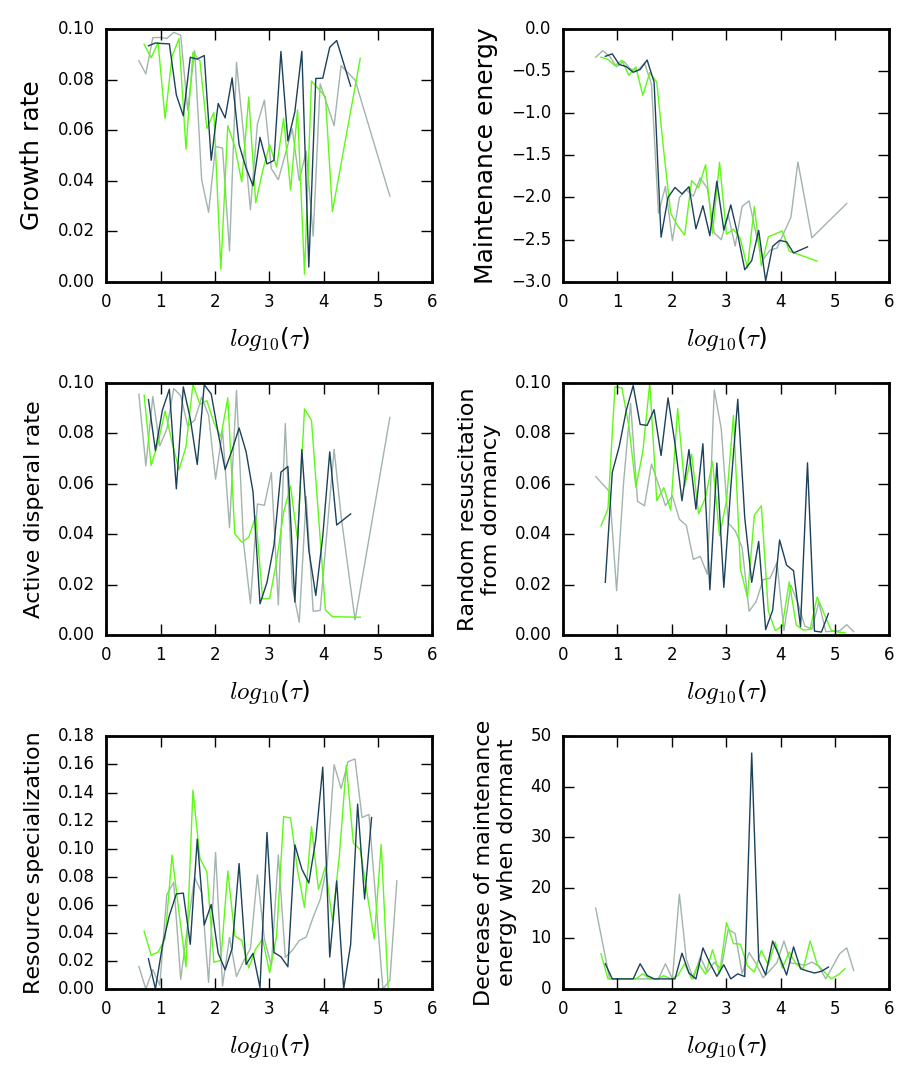 Growth rate
0.10
0.08
0.06
0.04
0.02
0.00
0 1 2 3 4 5 6
log10(τ)
Maintenance energy
0.0
−0.5
−1.0
−1.5
−2.0
−2.5
−3.0
0 1 2 3 4 5 6
log10(τ)
Active disperal rate
0.10
0.08
0.06
0.04
0.02
0.00
0 1 2 3 4 5 6
log10(τ)
Random resuscitation
from dormancy
0.10
0.08
0.06
0.04
0.02
0.00
0 1 2 3 4 5 6
log10(τ)
Resource specialization
0.18
0.16
0.14
0.12
0.10
0.08
0.06
0.04
0.02
0.00
0 1 2 3 4 5 6
log10(τ)
Decrease of maintenance
energy when dormant
50
40
30
20
10
0
0 1 2 3 4 5 6
log10(τ)